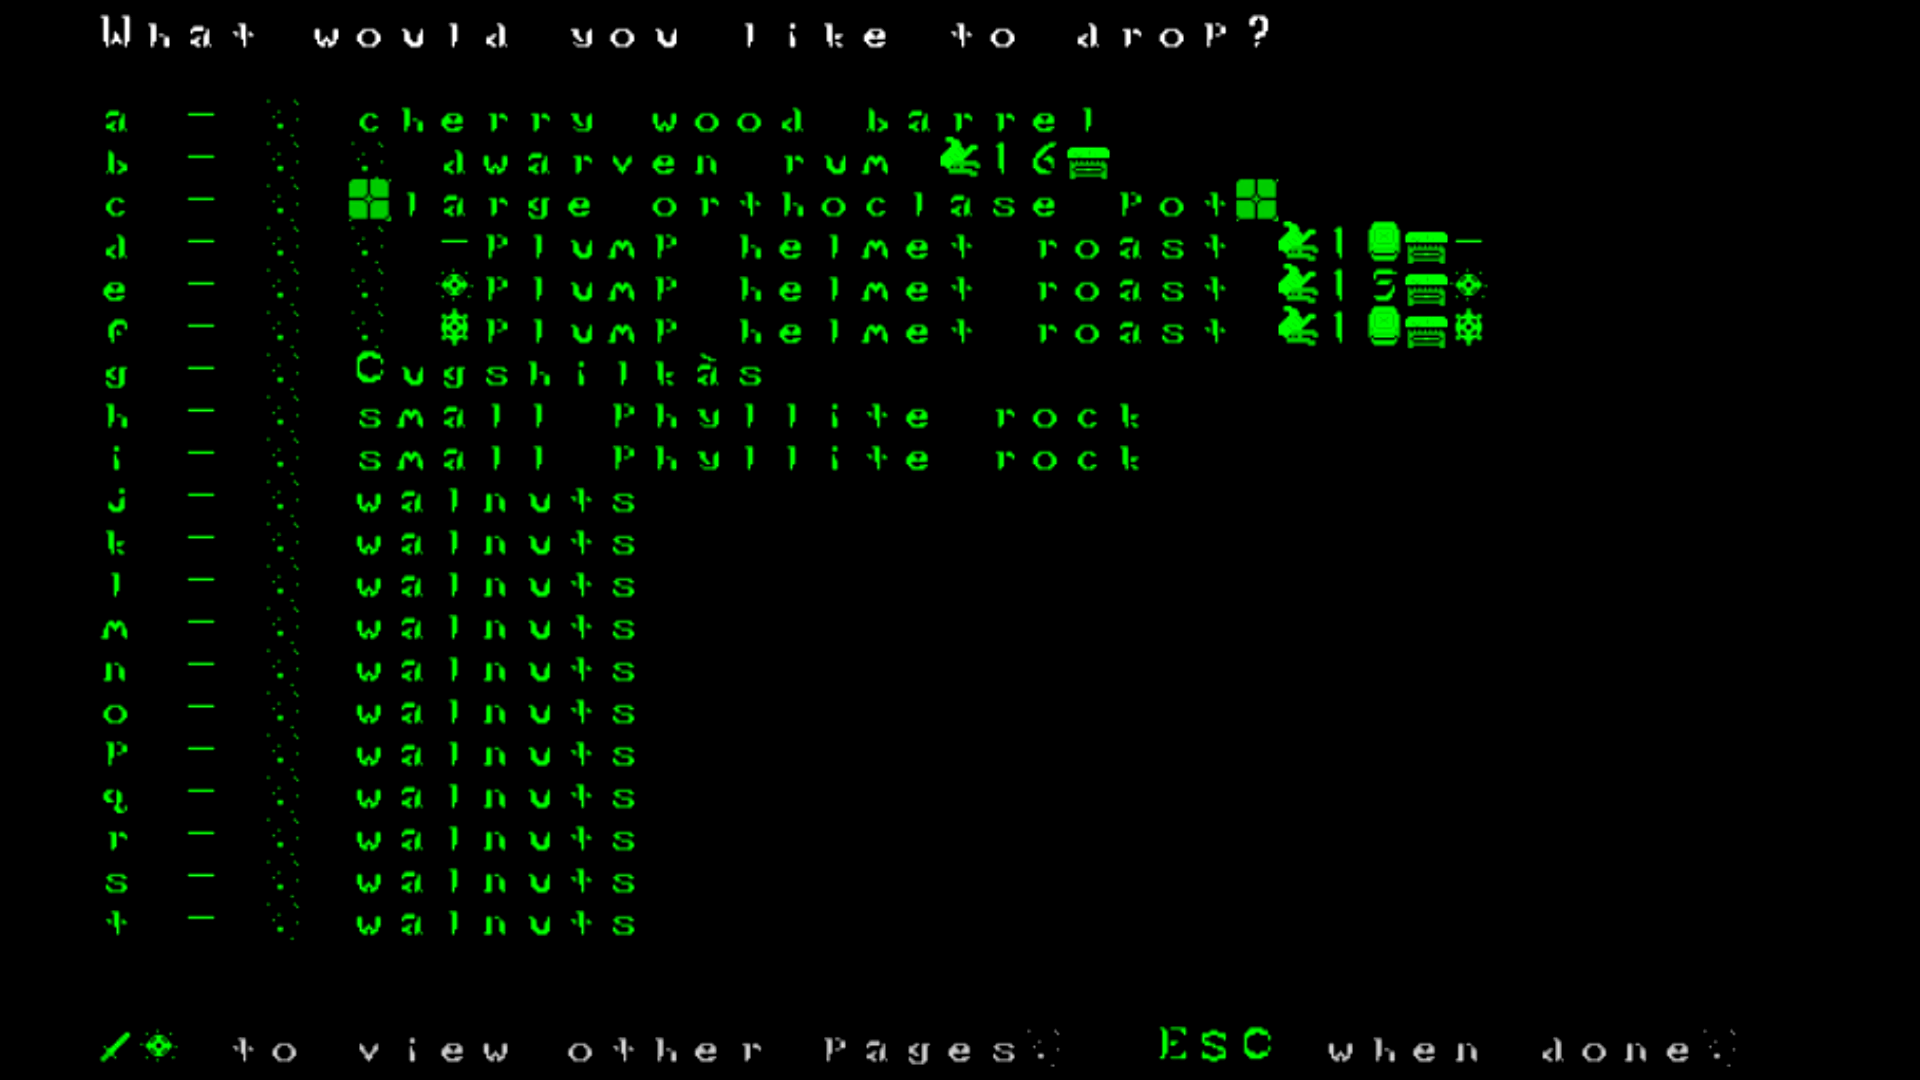 What would you like to drop?
a - cherry wood barrel
b - dwarven rum 16
c - large orthoclase pot
d - -plump helmet roast 1 -
e - plump helmet roast 15
f - plump helmet roast 1
g - Cugshilkàs
h - small phyllite rock
i - small phyllite rock
j - walnuts
k - walnuts
l - walnuts
m - walnuts
n - walnuts
o - walnuts
p - walnuts
q - walnuts
r - walnuts
s - walnuts
t - walnuts
to view other pages ESC when done